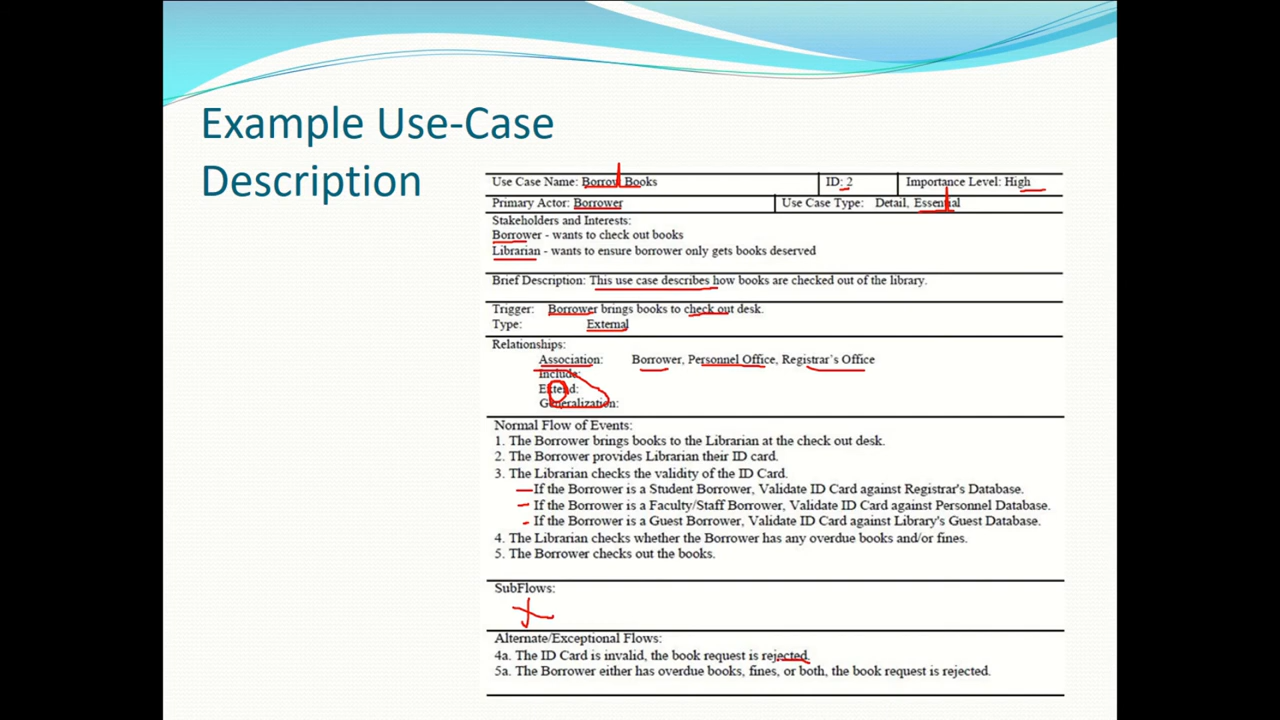 Example Use-Case
Description
Use Case Name: Borrow Books ID: 2 Importance Level: High
Primary Actor: Borrower Use Case Type: Detail, Essential
Stakeholders and Interests:
Borrower - wants to check out books
Librarian - wants to ensure borrower only gets books deserved
Brief Description: This use case describes how books are checked out of the library.
Trigger: Borrower brings books to check out desk.
Type: External
Relationships:
Association: Borrower, Personnel Office, Registrar's Office
Include:
Extend:
Generalization:
Normal Flow of Events:
1. The Borrower brings books to the Librarian at the check out desk.
2. The Borrower provides Librarian their ID card.
3. The Librarian checks the validity of the ID Card.
If the Borrower is a Student Borrower, Validate ID Card against Registrar's Database.
If the Borrower is a Faculty/Staff Borrower, Validate ID Card against Personnel Database.
If the Borrower is a Guest Borrower, Validate ID Card against Library's Guest Database.
4. The Librarian checks whether the Borrower has any overdue books and/or fines.
5. The Borrower checks out the books.
SubFlows:
Alternate/Exceptional Flows:
4a. The ID Card is invalid, the book request is rejected.
5a. The Borrower either has overdue books, fines, or both, the book request is rejected.